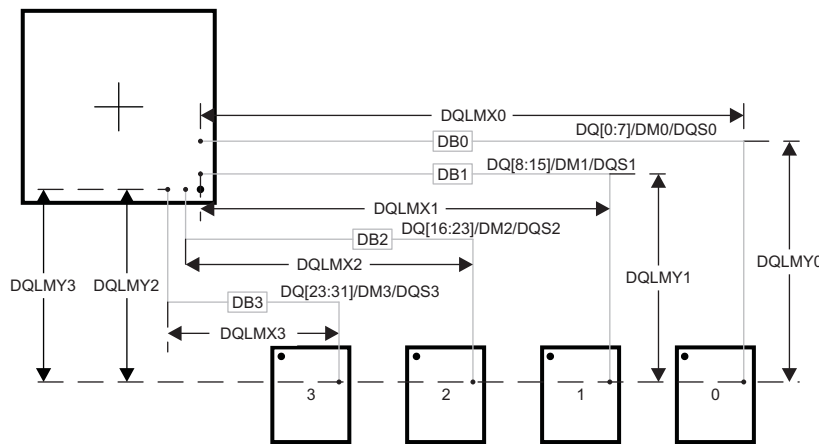 DQLMX0
DQ[0:7]/DM0/DQS0
DB0
DQ[8:15]/DM1/DQS1
DB1
DQLMX1
DQ[16:23]/DM2/DQS2
DB2
DQLMX2
DQLMY0
DQLMY1
DQLMY3
DQLMY2
DQ[23:31]/DM3/DQS3
DB3
DQLMX3
3
2
1
0